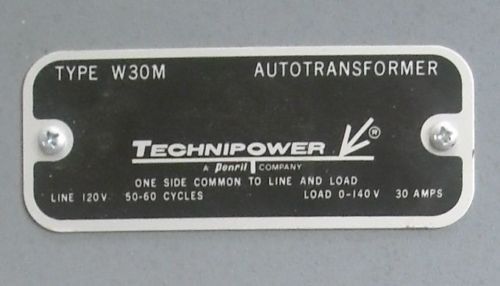 TYPE W30M AUTOTRANSFORMER
TECHNIPOWER ®
A Penril COMPANY
ONE SIDE COMMON TO LINE AND LOAD
LINE 120V 50-60 CYCLES LOAD 0-140V 30 AMPS